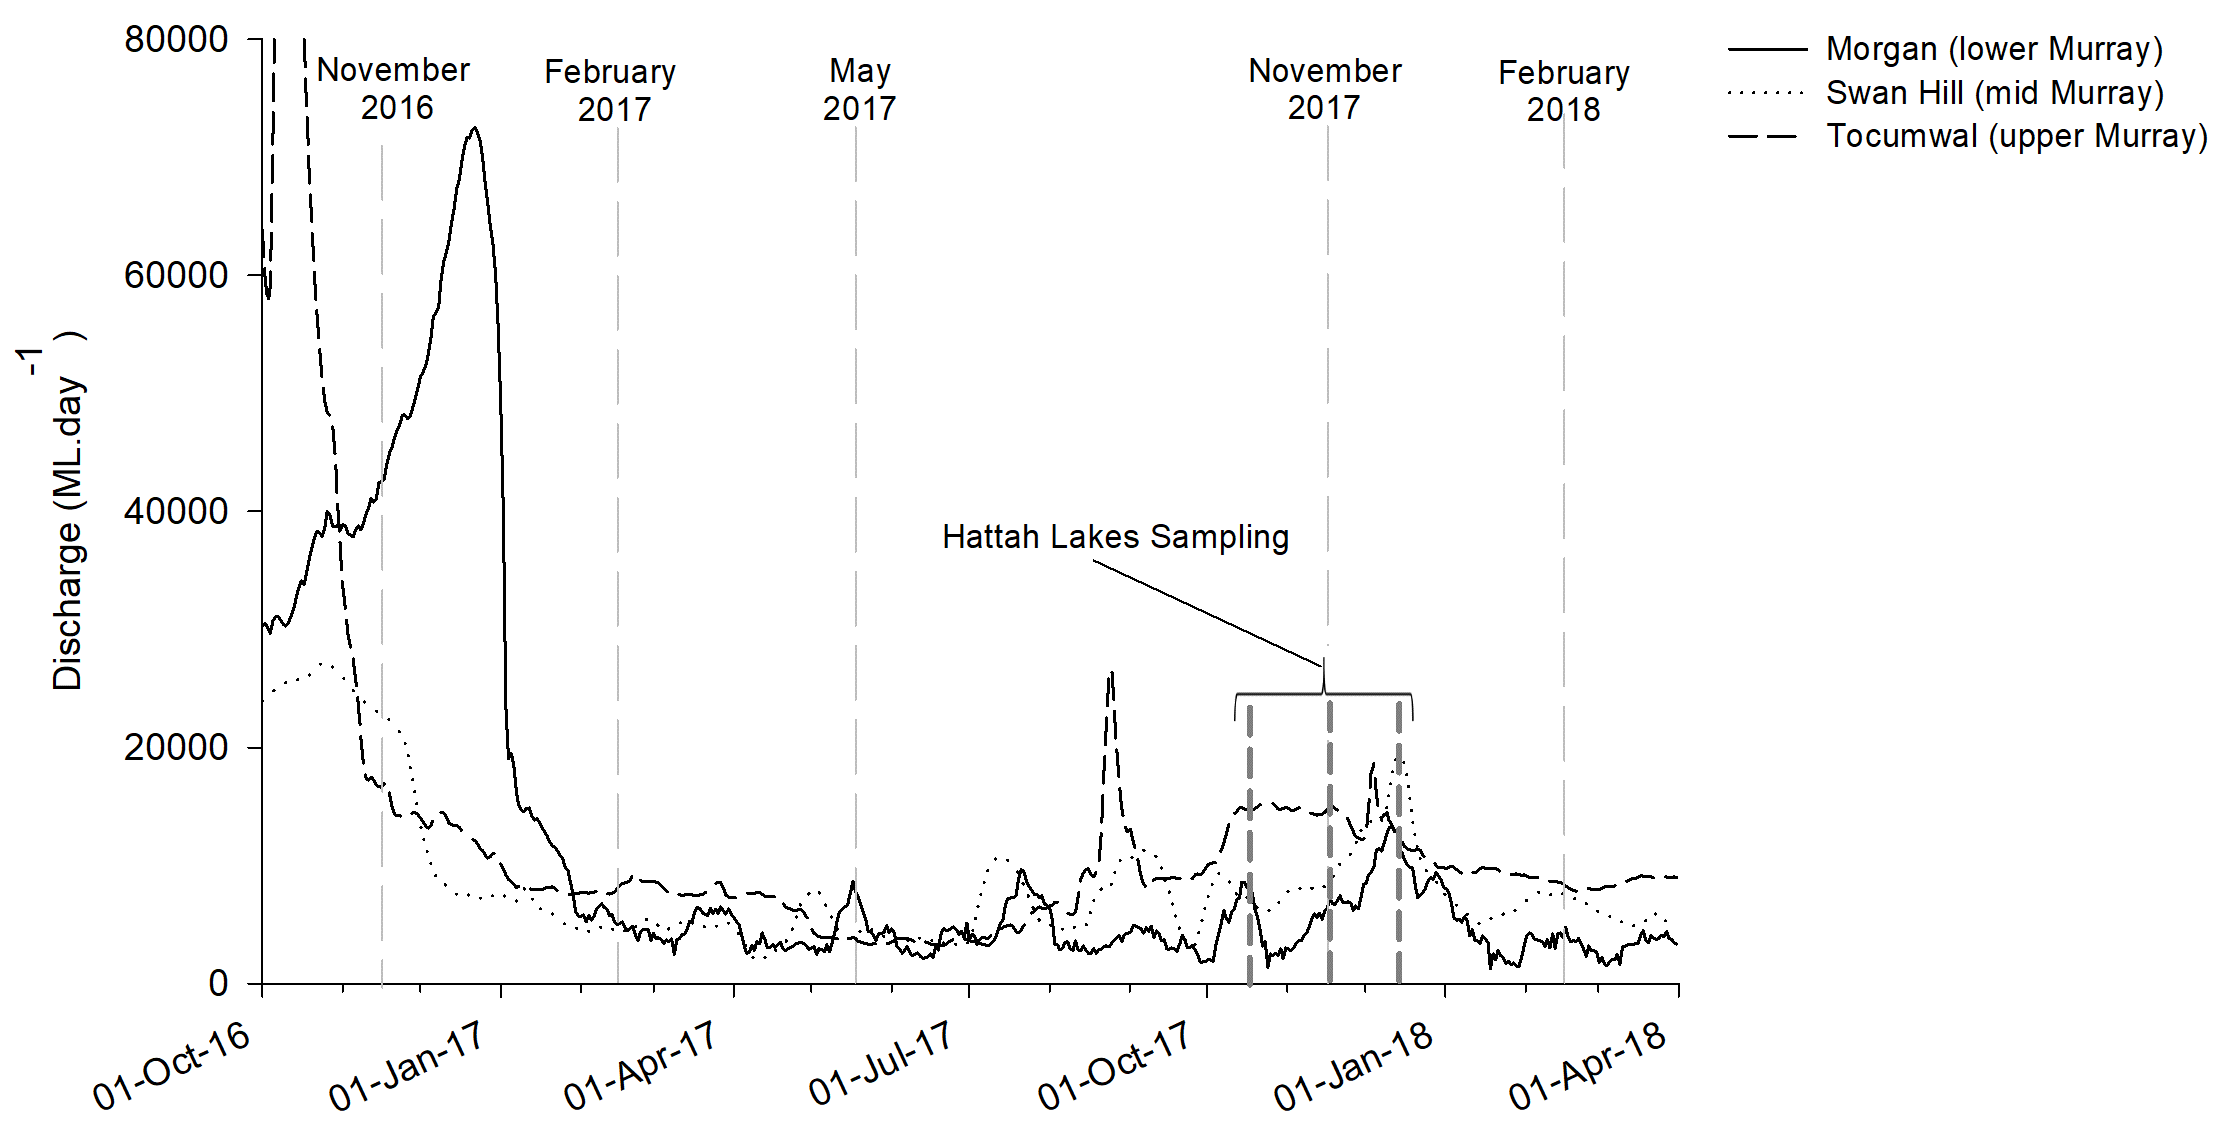 80000
60000
40000
20000
0
Discharge (ML.day-1)
November
2016
February
2017
May
2017
November
2017
February
2018
Morgan (lower Murray)
Swan Hill (mid Murray)
Tocumwal (upper Murray)
Hattah Lakes Sampling
01-Oct-16
01-Jan-17
01-Apr-17
01-Jul-17
01-Oct-17
01-Jan-18
01-Apr-18